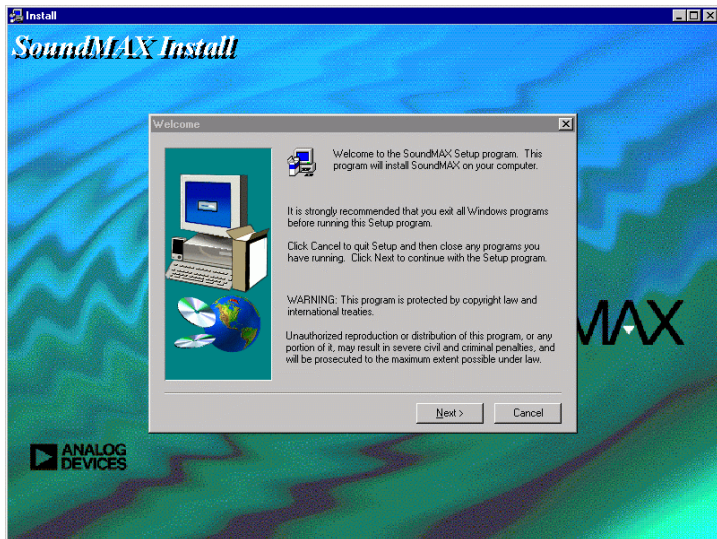 Install
SoundMAX Install
Welcome
Welcome to the SoundMAX Setup program. This
program will install SoundMAX on your computer.
It is strongly recommended that you exit all Windows programs
before running this Setup program.
Click Cancel to quit Setup and then close any programs you
have running. Click Next to continue with the Setup program.
WARNING: This program is protected by copyright law and
international treaties.
Unauthorized reproduction or distribution of this program, or any
portion of it, may result in severe civil and criminal penalties, and
will be prosecuted to the maximum extent possible under law.
MAX
Next >
Cancel
ANALOG
DEVICES